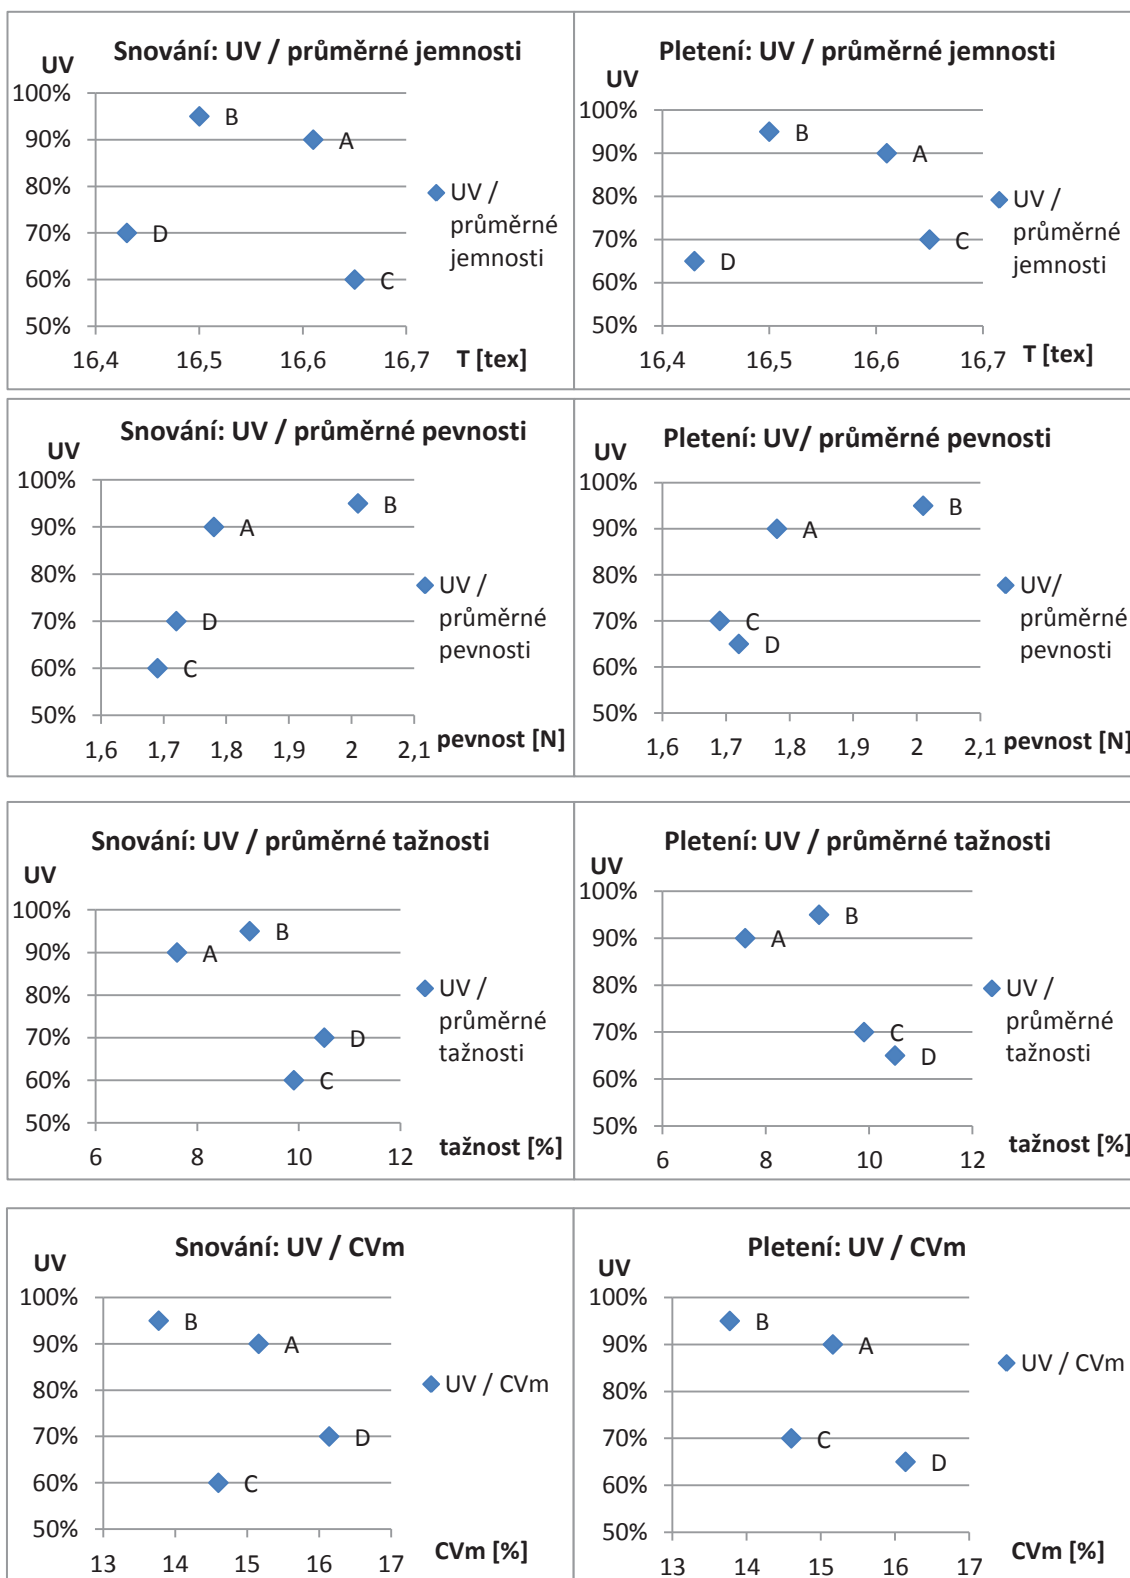 Snování: UV / průměrné jemnosti
UV
100%
90%
80%
70%
60%
50%
B
A
D
C
16,4
16,5
16,6
16,7
T [tex]
UV /
průměrné
jemnosti
Pletení: UV / průměrné jemnosti
UV
100%
90%
80%
70%
60%
50%
B
A
C
D
16,4
16,5
16,6
16,7
T [tex]
UV /
průměrné
jemnosti
Snování: UV / průměrné pevnosti
UV
100%
90%
80%
70%
60%
50%
B
A
D
C
1,6
1,7
1,8
1,9
2
2,1
pevnost [N]
UV /
průměrné
pevnosti
Pletení: UV/ průměrné pevnosti
UV
100%
90%
80%
70%
60%
50%
B
A
C
D
1,6
1,7
1,8
1,9
2
2,1
pevnost [N]
UV/
průměrné
pevnosti
Snování: UV / průměrné tažnosti
UV
100%
90%
80%
70%
60%
50%
B
A
D
C
6
8
10
12
tažnost [%]
UV /
průměrné
tažnosti
Pletení: UV / průměrné tažnosti
UV
100%
90%
80%
70%
60%
50%
B
A
C
D
6
8
10
12
tažnost [%]
UV /
průměrné
tažnosti
Snování: UV / CVm
UV
100%
90%
80%
70%
60%
50%
B
A
D
C
13
14
15
16
17
CVm [%]
UV / CVm
Pletení: UV / CVm
UV
100%
90%
80%
70%
60%
50%
B
A
C
D
13
14
15
16
17
CVm [%]
UV / CVm